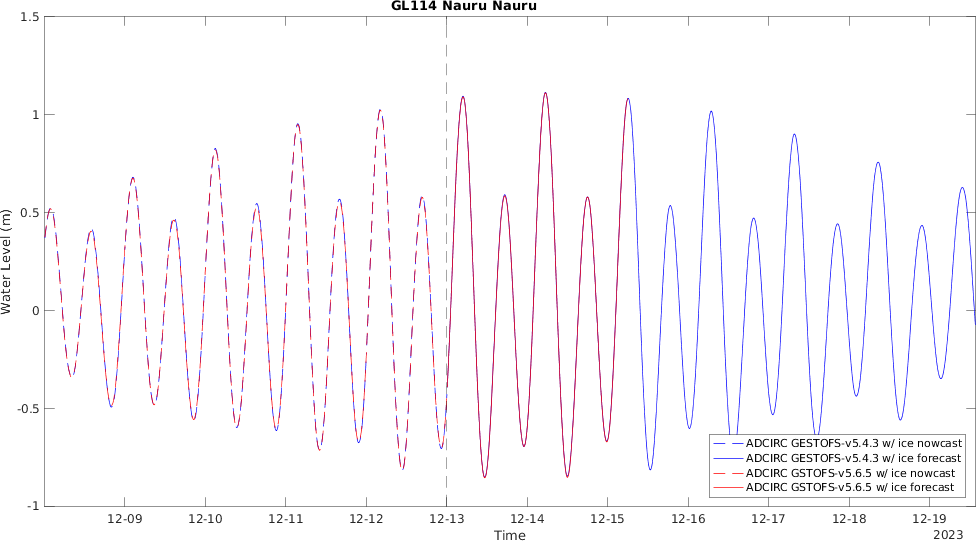 GL114 Nauru Nauru
1.5
1
0.5
0
-0.5
-1
Water Level (m)
ADCIRC GESTOFS-v5.4.3 w/ ice nowcast
ADCIRC GESTOFS-v5.4.3 w/ ice forecast
ADCIRC GSTOFS-v5.6.5 w/ ice nowcast
ADCIRC GSTOFS-v5.6.5 w/ ice forecast
12-09 12-10 12-11 12-12 12-13 12-14 12-15 12-16 12-17 12-18 12-19
Time 2023